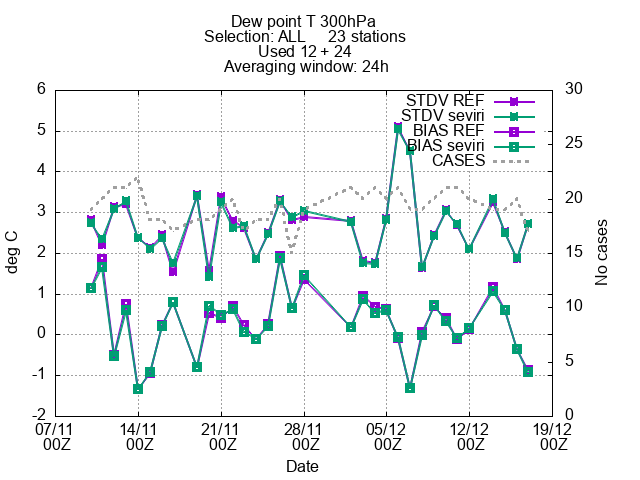 Dew point T 300hPa
Selection: ALL 23 stations
Used 12 + 24
Averaging window: 24h
STDV REF
STDV seviri
BIAS REF
BIAS seviri
CASES
deg C
6
5
4
3
2
1
0
-1
-2
No cases
30
25
20
15
10
5
0
07/11 14/11 21/11 28/11 05/12 12/12 19/12
00Z 00Z 00Z 00Z 00Z 00Z 00Z
Date